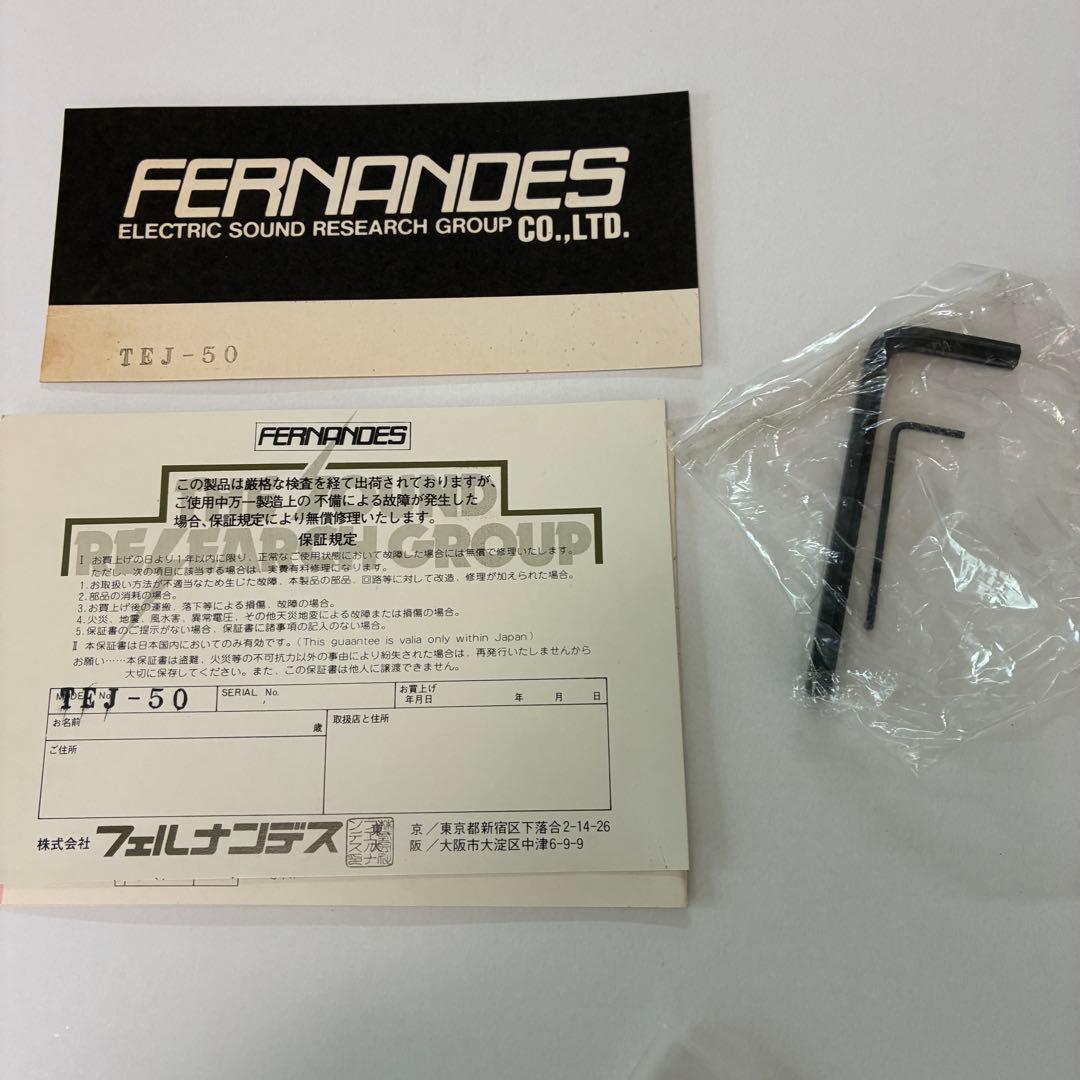 FERNANDES
ELECTRIC SOUND RESEARCH GROUP CO.,LTD.
TEJ-50
FERNANDES
この製品は厳格な検査を経て出荷されておりますが、
ご使用中万一製造上の不備による故障が発生した
場合、保証規定により無償修理いたします。
保証規定
RESEARCH GROUP
I お買上げの日より1年以内に限り、正常なご使用状態において故障した場合には無償で修理いたします。
ただし、次の項目に該当する場合は、実費有料修理になります。
1.お取扱い方法が不適当なため生じた故障、本製品の部品、回路等に対して改造、修理が加えられた場合。
2.部品の消耗の場合。
3.お買上げ後の運搬、落下等による損傷、故障の場合。
4.火災、地震、風水害、異常電圧、その他天災地変による故障または損傷の場合。
5.保証書のご提示がない場合、保証書に諸事項の記入のない場合。
II 本保証書は日本国内においてのみ有効です。(This guaantee is valia only within Japan)
お願い……本保証書は盗難、火災等の不可抗力以外の事由により紛失された場合は、再発行いたしませんから
大切に保存してください。また、この保証書は他人に譲渡できません。
MODEL No. TEJ-50 SERIAL No. お買上げ年月日 年 月 日
お名前 歳 取扱店と住所
ご住所
株式会社 フェルナンデス 東 京/東京都新宿区下落合2-14-26
大 阪/大阪市大淀区中津6-9-9